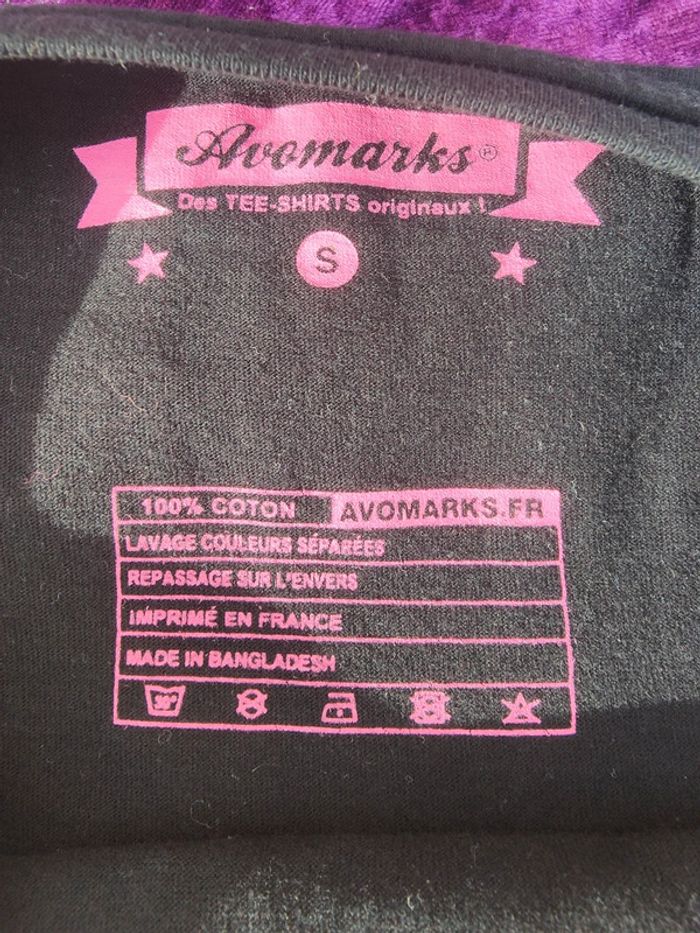 Avomarks®
Des TEE-SHIRTS originaux !
S
100% COTON AVOMARKS.FR
LAVAGE COULEURS SÉPARÉES
REPASSAGE SUR L'ENVERS
IMPRIMÉ EN FRANCE
MADE IN BANGLADESH
30°